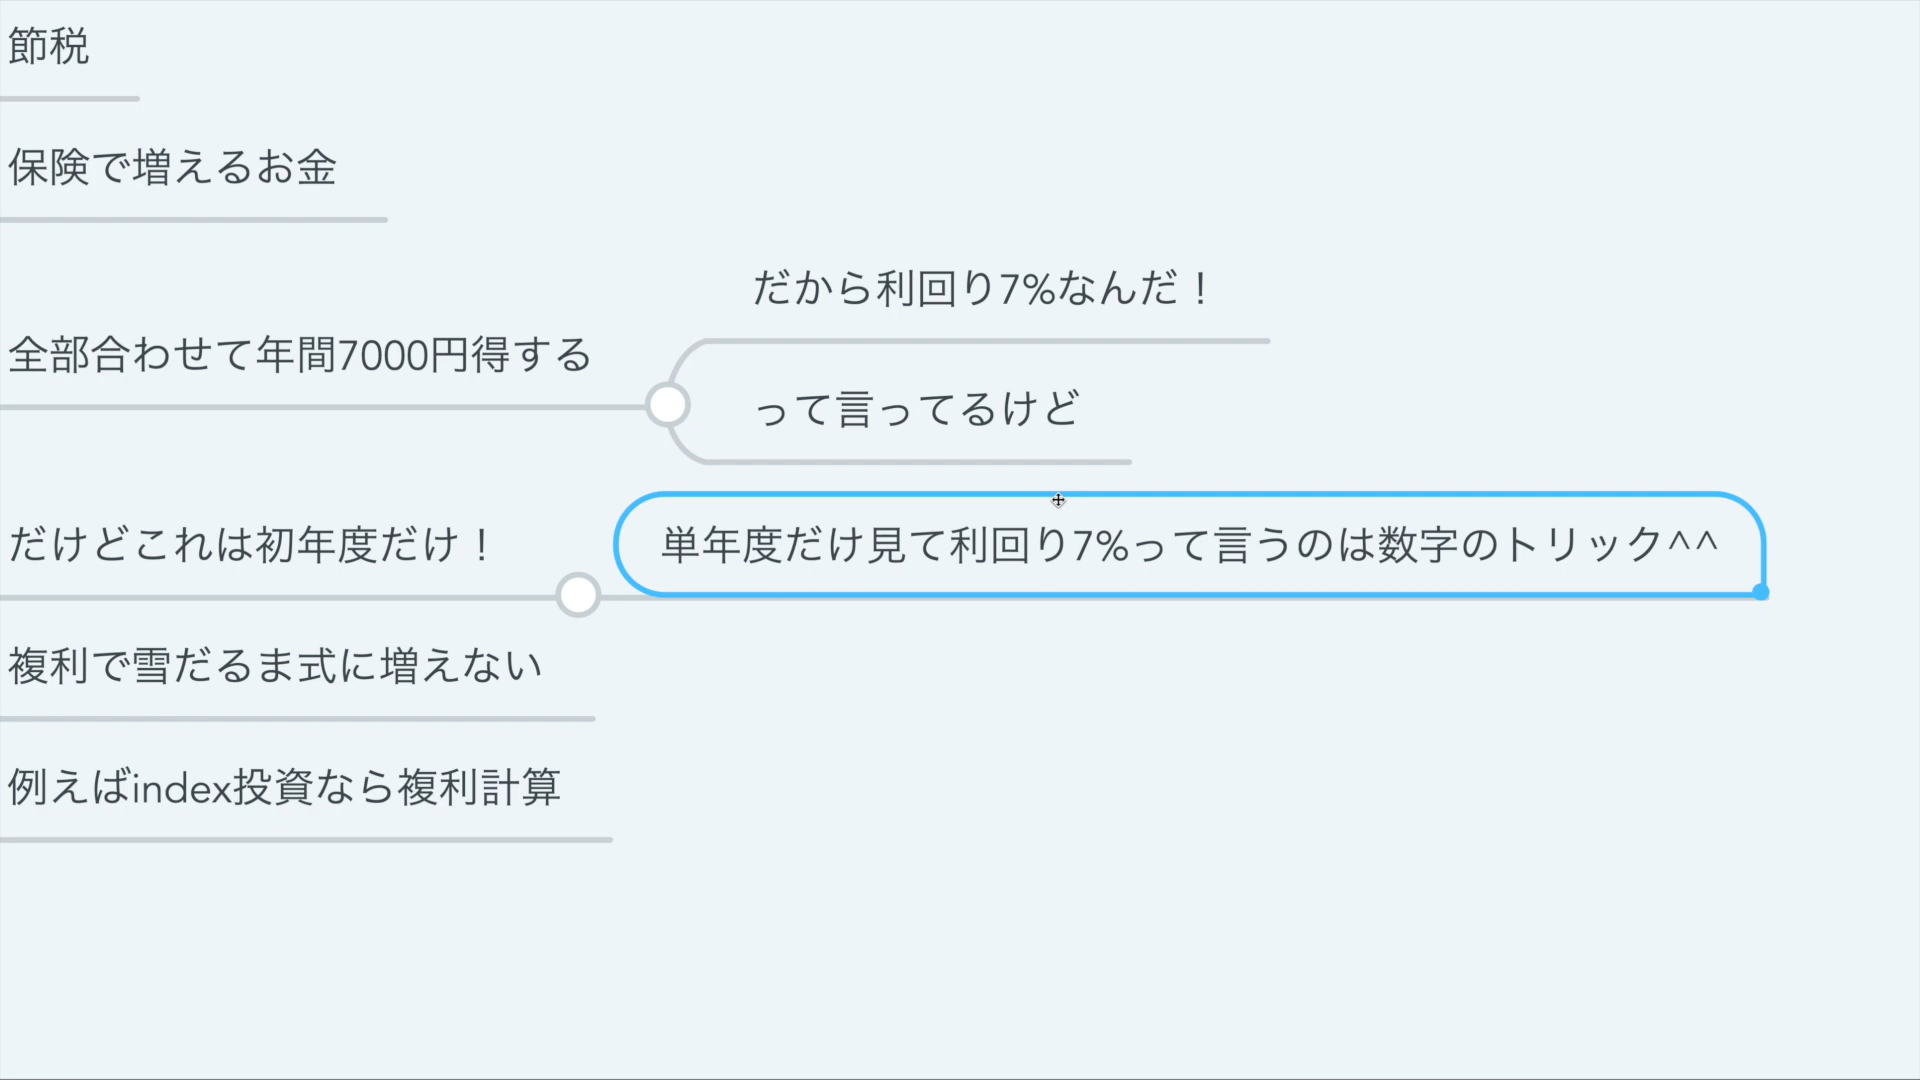 節税
保険で増えるお金
全部合わせて年間7000円得する
だから利回り7%なんだ！
って言ってるけど
だけどこれは初年度だけ！
単年度だけ見て利回り7%って言うのは数字のトリック^^
複利で雪だるま式に増えない
例えばindex投資なら複利計算